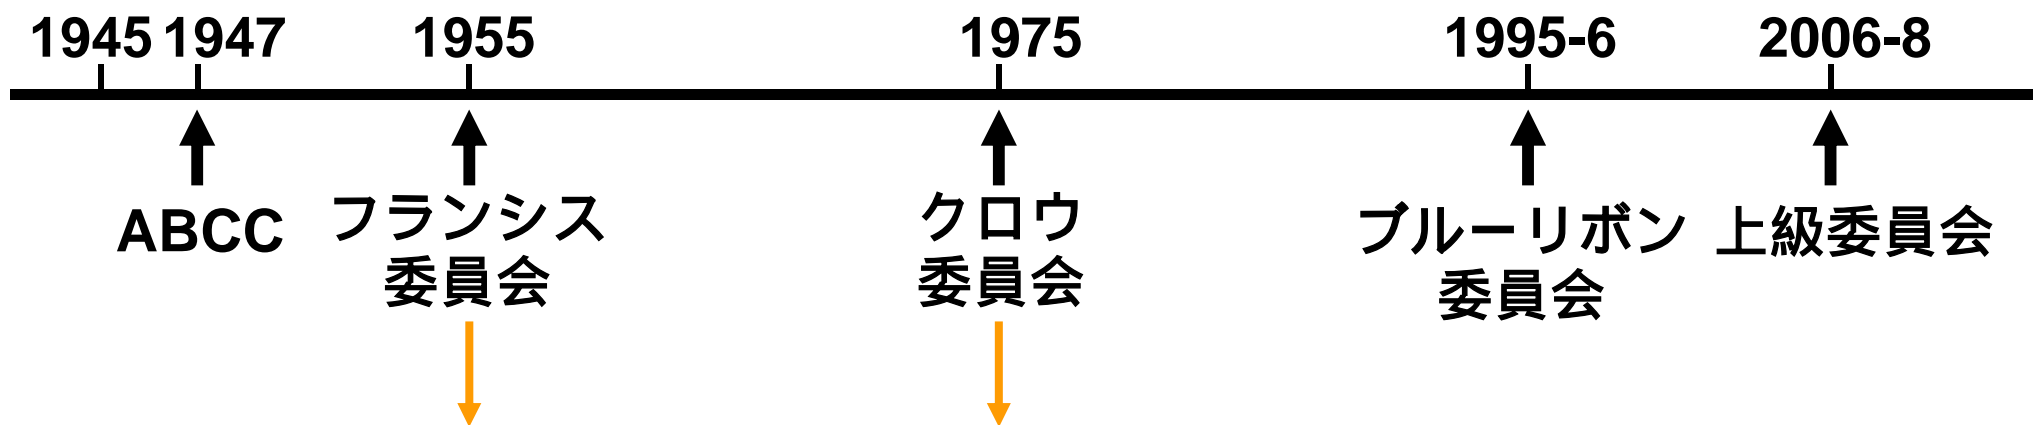 1945 1947 1955 1975 1995-6 2006-8
ABCC
フランシス
委員会
クロウ
委員会
ブルーリボン
委員会
上級委員会